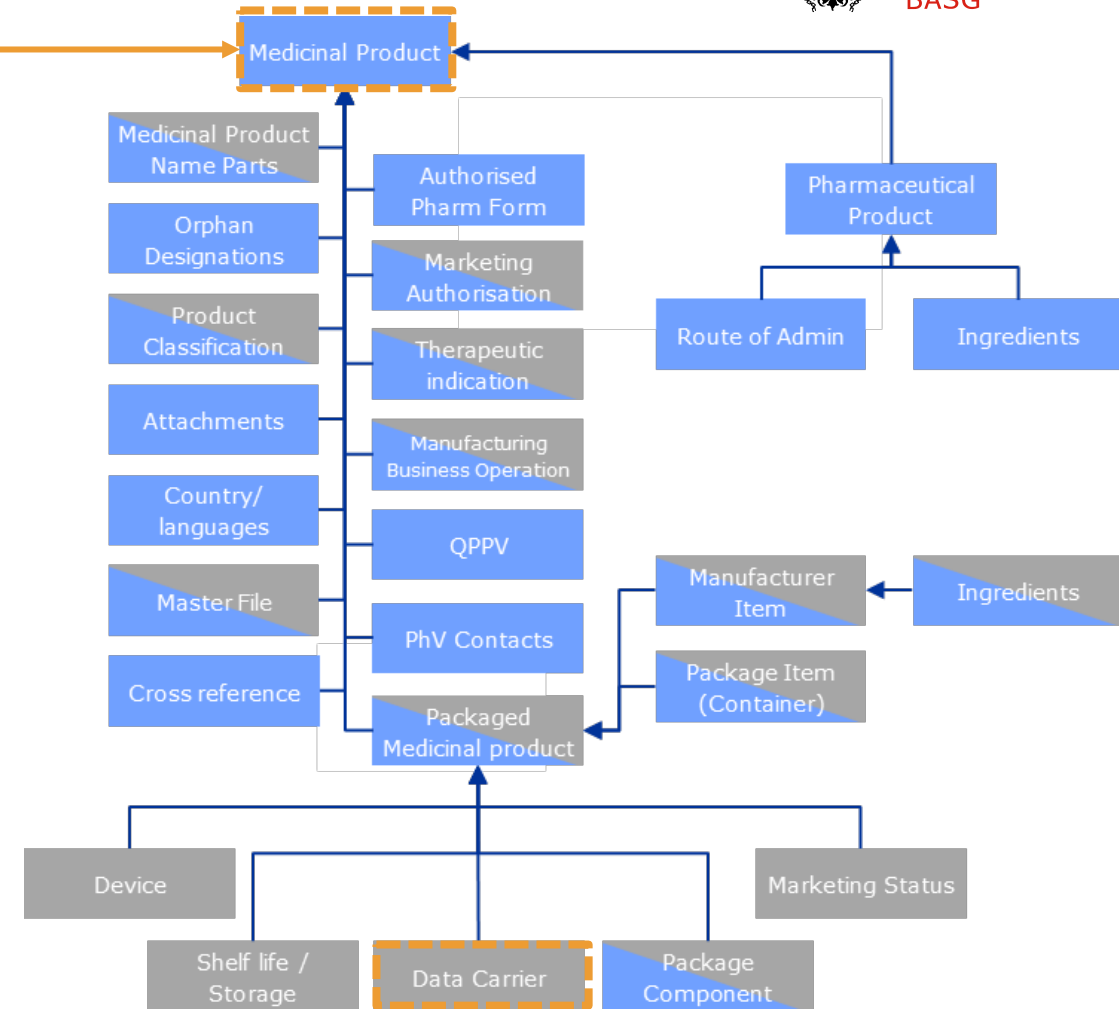 BASG
Medicinal Product
Medicinal Product
Name Parts
Authorised
Pharm Form
Pharmaceutical
Product
Orphan
Designations
Marketing
Authorisation
Product
Classification
Route of Admin
Ingredients
Therapeutic
indication
Attachments
Manufacturing
Business Operation
Country/
languages
QPPV
Master File
Manufacturer
Item
Ingredients
PhV Contacts
Cross reference
Package Item
(Container)
Packaged
Medicinal product
Device
Marketing Status
Shelf life /
Storage
Data Carrier
Package
Component